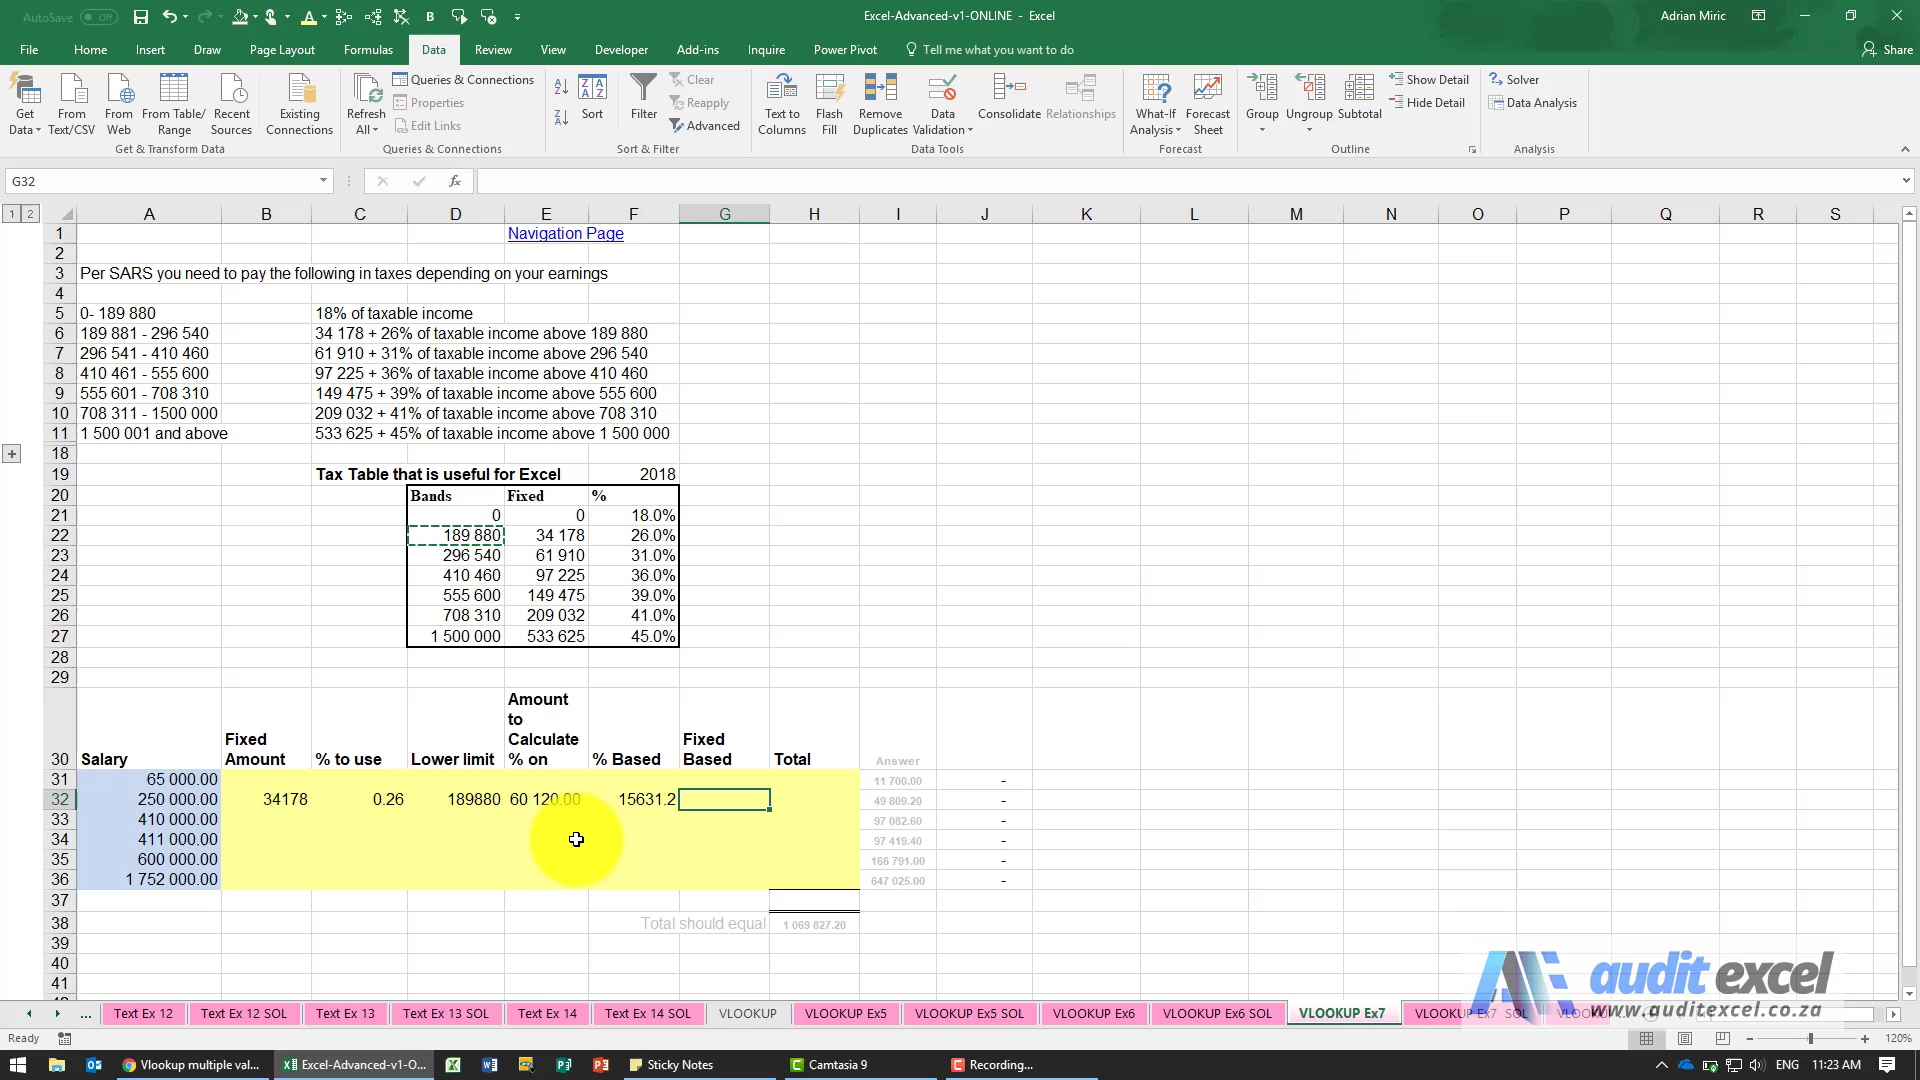 AutoSave Off B Excel-Advanced-v1-ONLINE - Excel Adrian Miric
File Home Insert Draw Page Layout Formulas Data Review View Developer Add-ins Inquire Power Pivot Tell me what you want to do Share
Get Data From Text/CSV From Web From Table/ Range Recent Sources Existing Connections
Get & Transform Data
Refresh All Queries & Connections Properties Edit Links
Queries & Connections
Sort Filter Clear Reapply Advanced
Sort & Filter
Text to Columns Flash Fill Remove Duplicates Data Validation Consolidate Relationships
Data Tools
What-If Analysis Forecast Sheet
Forecast
Group Ungroup Subtotal Show Detail Hide Detail
Outline
Solver Data Analysis
Analysis
G32 fx
1 2 A B C D E F G H I J K L M N O P Q R S
1 Navigation Page
2
3 Per SARS you need to pay the following in taxes depending on your earnings
4
5 0- 189 880 18% of taxable income
6 189 881 - 296 540 34 178 + 26% of taxable income above 189 880
7 296 541 - 410 460 61 910 + 31% of taxable income above 296 540
8 410 461 - 555 600 97 225 + 36% of taxable income above 410 460
9 555 601 - 708 310 149 475 + 39% of taxable income above 555 600
10 708 311 - 1500 000 209 032 + 41% of taxable income above 708 310
11 1 500 001 and above 533 625 + 45% of taxable income above 1 500 000
18
19 Tax Table that is useful for Excel 2018
20 Bands Fixed %
21 0 0 18.0%
22 189 880 34 178 26.0%
23 296 540 61 910 31.0%
24 410 460 97 225 36.0%
25 555 600 149 475 39.0%
26 708 310 209 032 41.0%
27 1 500 000 533 625 45.0%
28
29
30 Salary Fixed Amount % to use Lower limit Amount to Calculate % on % Based Fixed Based Total Answer
31 65 000.00 11 700.00 -
32 250 000.00 34178 0.26 189880 60 120.00 15631.2 49 809.20 -
33 410 000.00 97 082.60 -
34 411 000.00 97 419.40 -
35 600 000.00 166 791.00 -
36 1 752 000.00 647 025.00 -
37
38 Total should equal 1 069 827.20
39
40
41
audit excel
www.auditexcel.co.za
... Text Ex 12 Text Ex 12 SOL Text Ex 13 Text Ex 13 SOL Text Ex 14 Text Ex 14 SOL VLOOKUP VLOOKUP Ex5 VLOOKUP Ex5 SOL VLOOKUP Ex6 VLOOKUP Ex6 SOL VLOOKUP Ex7 VLOOKUP Ex7 SOL
Ready 120%
Vlookup multiple val... Excel-Advanced-v1-O... Sticky Notes Camtasia 9 Recording... ENG 11:23 AM